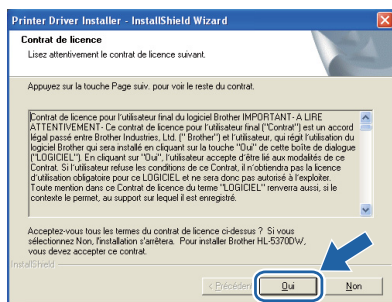 Printer Driver Installer - InstallShield Wizard
Contrat de licence
Lisez attentivement le contrat de licence suivant.
Appuyez sur la touche Page suiv. pour voir le reste du contrat.
Contrat de licence pour l'utilisateur final du logiciel Brother IMPORTANT- A LIRE
ATTENTIVEMENT- Ce contrat de licence pour l'utilisateur final ("Contrat") est un accord
légal passé entre Brother Industries, Ltd. (" Brother") et l'utilisateur, qui régit l'utilisation du
logiciel Brother qui sera installé en cliquant sur la touche "Oui" de cette boîte de dialogue
("LOGICIEL"). En cliquant sur "Oui", l'utilisateur accepte d'être lié aux modalités de ce
Contrat. Si l'utilisateur refuse les conditions de ce Contrat, il n'obtiendra pas la licence
d'utilisation obligatoire pour ce LOGICIEL et ne sera donc pas autorisé à l'exploiter.
Toute mention dans ce Contrat de licence du terme "LOGICIEL" renverra aussi, si le
contexte le permet, au support sur lequel il est enregistré.
Acceptez-vous tous les termes du contrat de licence ci-dessus ? Si vous
sélectionnez Non, l'installation s'arrêtera. Pour installer Brother HL-5370DW,
vous devez accepter ce contrat.
InstallShield
< Précédent
Oui
Non